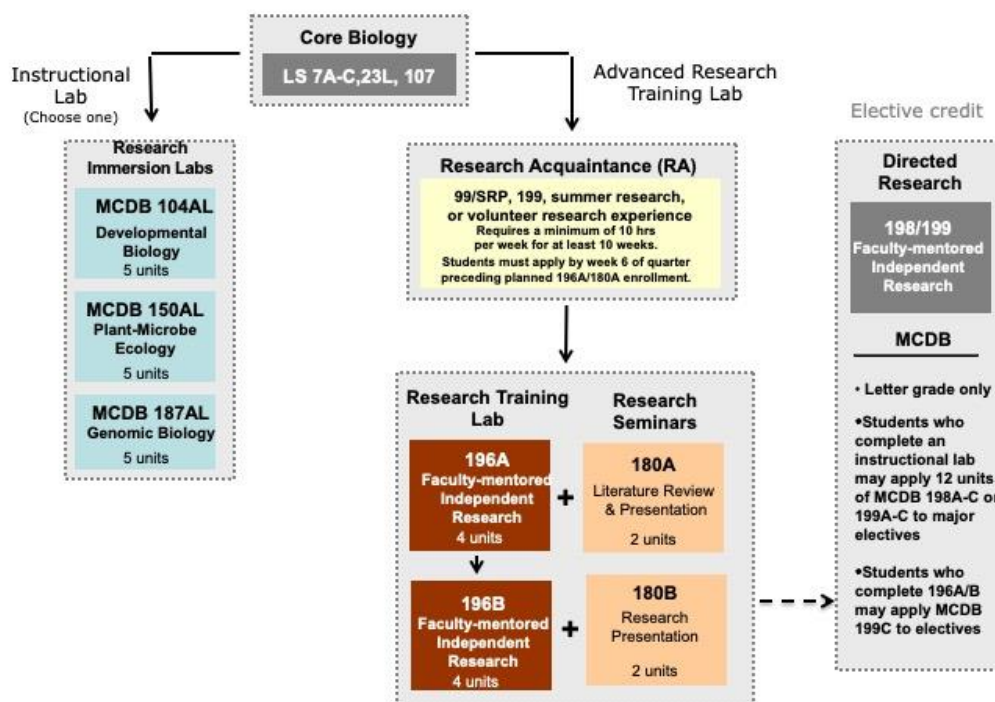 Core Biology
LS 7A-C,23L, 107
Instructional
Lab
(Choose one)
Advanced Research
Training Lab
Elective credit
Research
Immersion Labs
MCDB 104AL
Developmental
Biology
5 units
MCDB 150AL
Plant-Microbe
Ecology
5 units
MCDB 187AL
Genomic Biology
5 units
Research Acquaintance (RA)
99/SRP, 199, summer research,
or volunteer research experience
Requires a minimum of 10 hrs
per week for at least 10 weeks.
Students must apply by week 6 of quarter
preceding planned 196A/180A enrollment.
Research Training
Lab
Research
Seminars
196A
Faculty-mentored
Independent
Research
4 units
+
180A
Literature Review
& Presentation
2 units
196B
Faculty-mentored
Independent
Research
4 units
+
180B
Research
Presentation
2 units
Directed
Research
198/199
Faculty-mentored
Independent
Research
MCDB
• Letter grade only
•Students who
complete an
instructional lab
may apply 12 units
of MCDB 198A-C or
199A-C to major
electives
•Students who
complete 196A/B
may apply MCDB
199C to electives